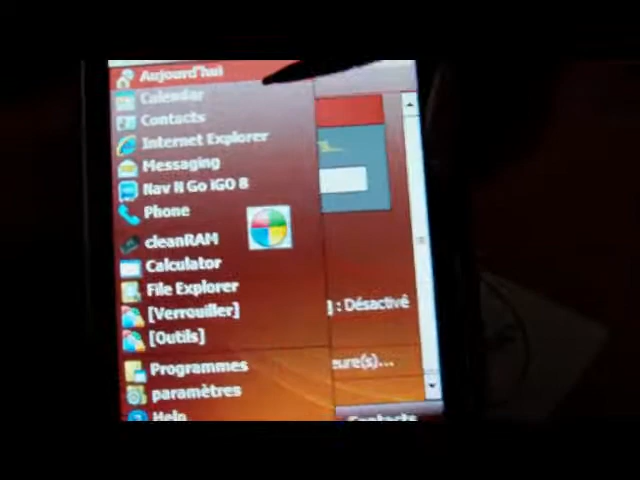 Aujourd'hui
Calendar
Contacts
Internet Explorer
Messaging
Nav N Go iGO 8
Phone
cleanRAM
Calculator
File Explorer
[Verrouiller]
] : Désactivé
[Outils]
eure(s)...
Programmes
paramètres
Help
Contacts